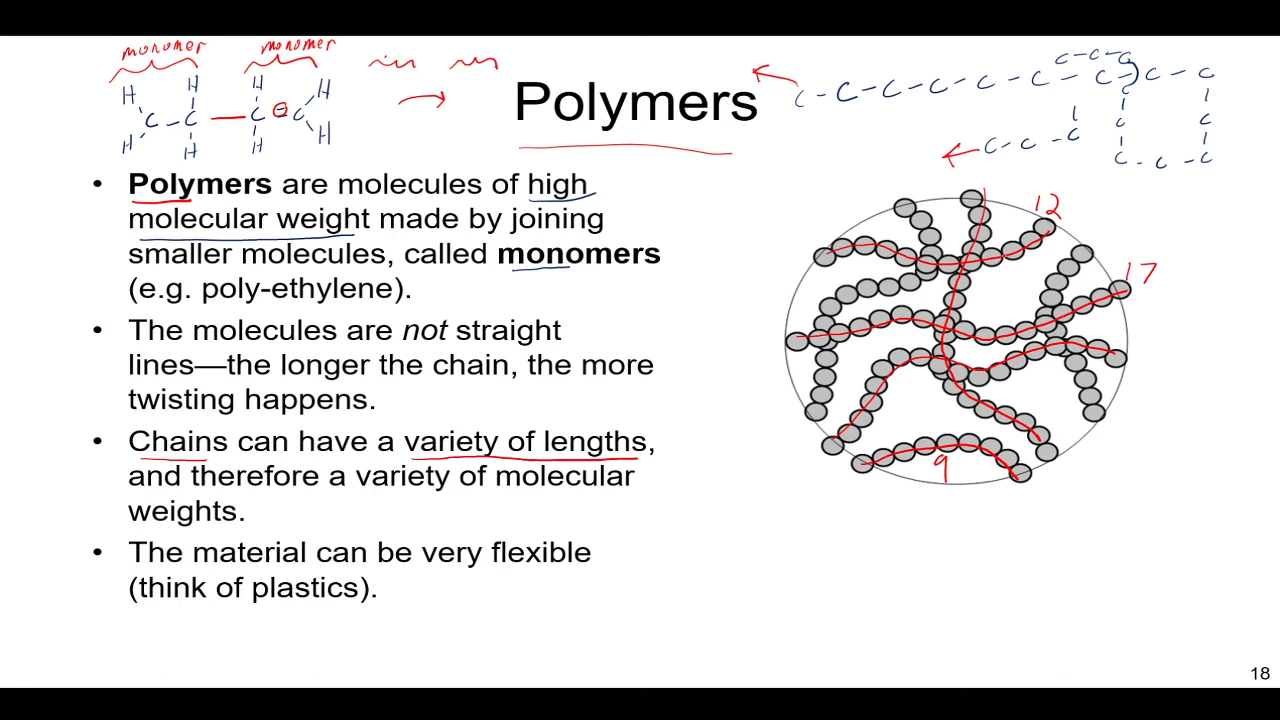 monomer monomer
H H H H
C - C - C = C
H H H H
C - C - C
C - C - C - C - C - C - C - C - C
C - C - C
C
C
C - C - C
Polymers
• Polymers are molecules of high
molecular weight made by joining
smaller molecules, called monomers
(e.g. poly-ethylene).
• The molecules are not straight
lines—the longer the chain, the more
twisting happens.
• Chains can have a variety of lengths,
and therefore a variety of molecular
weights.
• The material can be very flexible
(think of plastics).
12
17
9
18